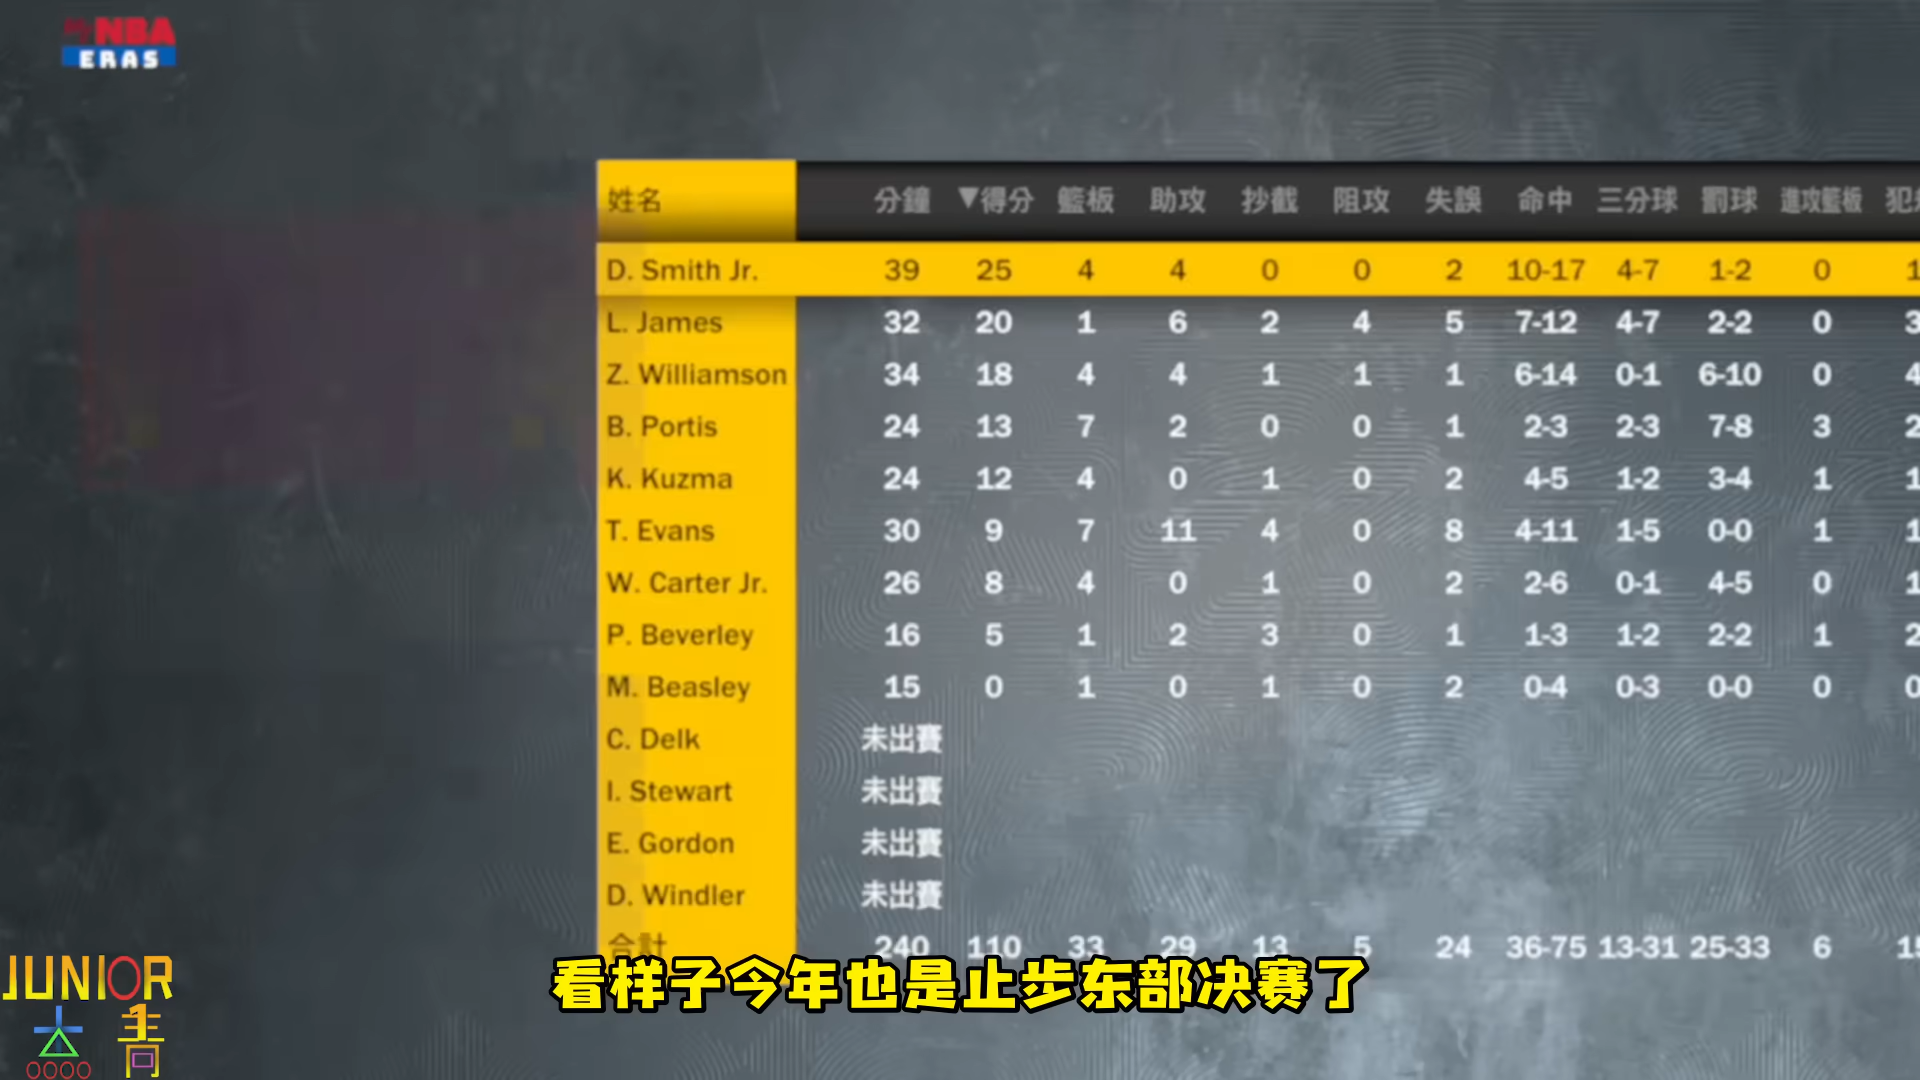 NBA
ERAS
姓名 分鐘 ▼得分 籃板 助攻 抄截 阻攻 失誤 命中 三分球 罰球 進攻籃板 犯
D. Smith Jr. 39 25 4 4 0 0 2 10-17 4-7 1-2 0 1
L. James 32 20 1 6 2 4 5 7-12 4-7 2-2 0 3
Z. Williamson 34 18 4 4 1 1 1 6-14 0-1 6-10 0 4
B. Portis 24 13 7 2 0 0 1 2-3 2-3 7-8 3 2
K. Kuzma 24 12 4 0 1 0 2 4-5 1-2 3-4 1 1
T. Evans 30 9 7 11 4 0 8 4-11 1-5 0-0 1 1
W. Carter Jr. 26 8 4 0 1 0 2 2-6 0-1 4-5 0 1
P. Beverley 16 5 1 2 3 0 1 1-3 1-2 2-2 1 2
M. Beasley 15 0 1 0 1 0 2 0-4 0-3 0-0 0 0
C. Delk 未出賽
I. Stewart 未出賽
E. Gordon 未出賽
D. Windler 未出賽
合計 240 110 33 29 13 5 24 36-75 13-31 25-33 6 15
看样子今年也是止步东部决赛了
JUNIOR